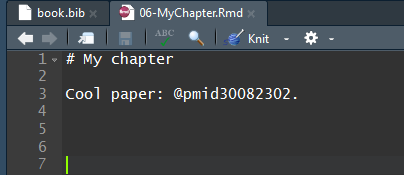 book.bib × 06-MyChapter.Rmd ×
ABC Knit
1 # My chapter
2
3 Cool paper: @pmid30082302.
4
5
6
7